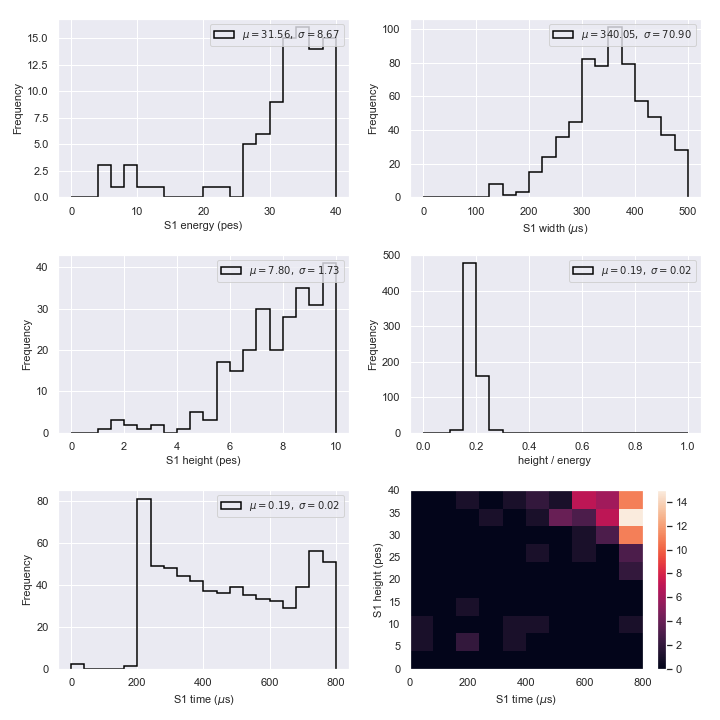 μ = 31.56, σ = 8.67
Frequency
15.0
12.5
10.0
7.5
5.0
2.5
0.0
0 10 20 30 40
S1 energy (pes)
μ = 340.05, σ = 70.90
Frequency
100
80
60
40
20
0
0 100 200 300 400 500
S1 width (μs)
μ = 7.80, σ = 1.73
Frequency
40
30
20
10
0
0 2 4 6 8 10
S1 height (pes)
μ = 0.19, σ = 0.02
Frequency
500
400
300
200
100
0
0.0 0.2 0.4 0.6 0.8 1.0
height / energy
μ = 0.19, σ = 0.02
Frequency
80
60
40
20
0
0 200 400 600 800
S1 time (μs)
S1 height (pes)
40
35
30
25
20
15
10
5
0
0 200 400 600 800
S1 time (μs)
14
12
10
8
6
4
2
0